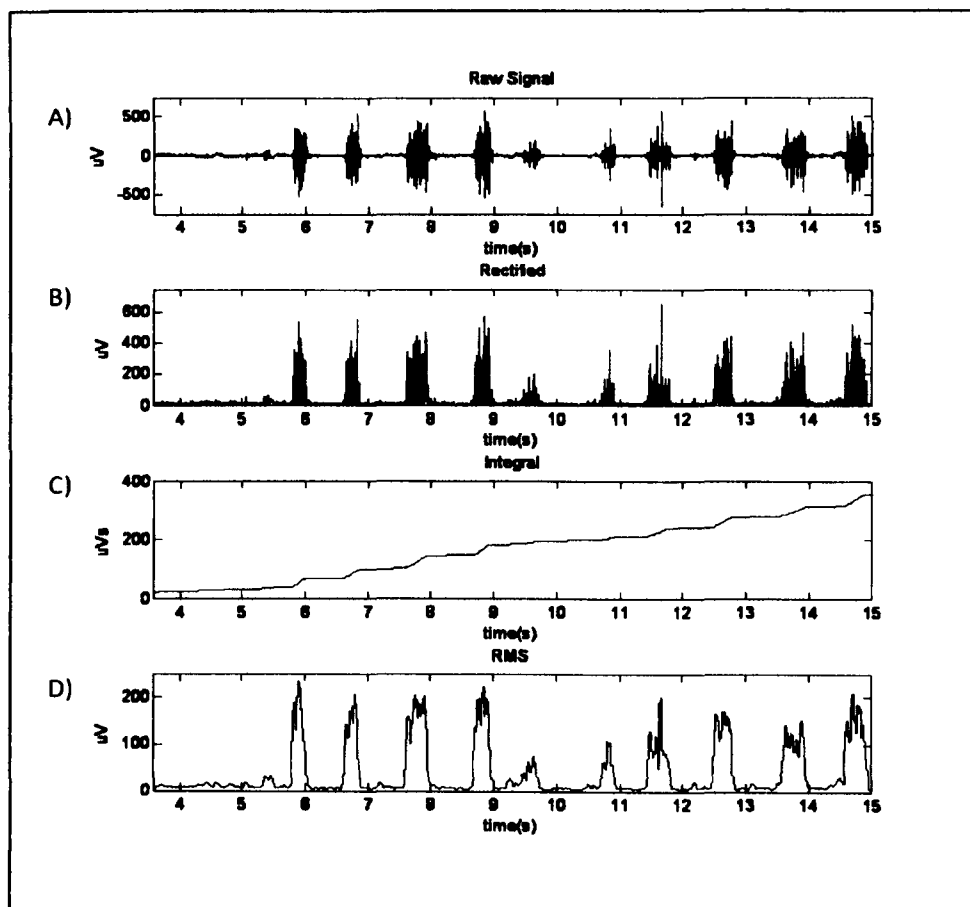 Raw Signal
A)
500
0
-500
uV
4 5 6 7 8 9 10 11 12 13 14 15
time(s)
Rectified
B)
600
400
200
0
uV
4 5 6 7 8 9 10 11 12 13 14 15
time(s)
Integral
C)
400
200
0
uVs
4 5 6 7 8 9 10 11 12 13 14 15
time(s)
RMS
D)
200
100
0
uV
4 5 6 7 8 9 10 11 12 13 14 15
time(s)